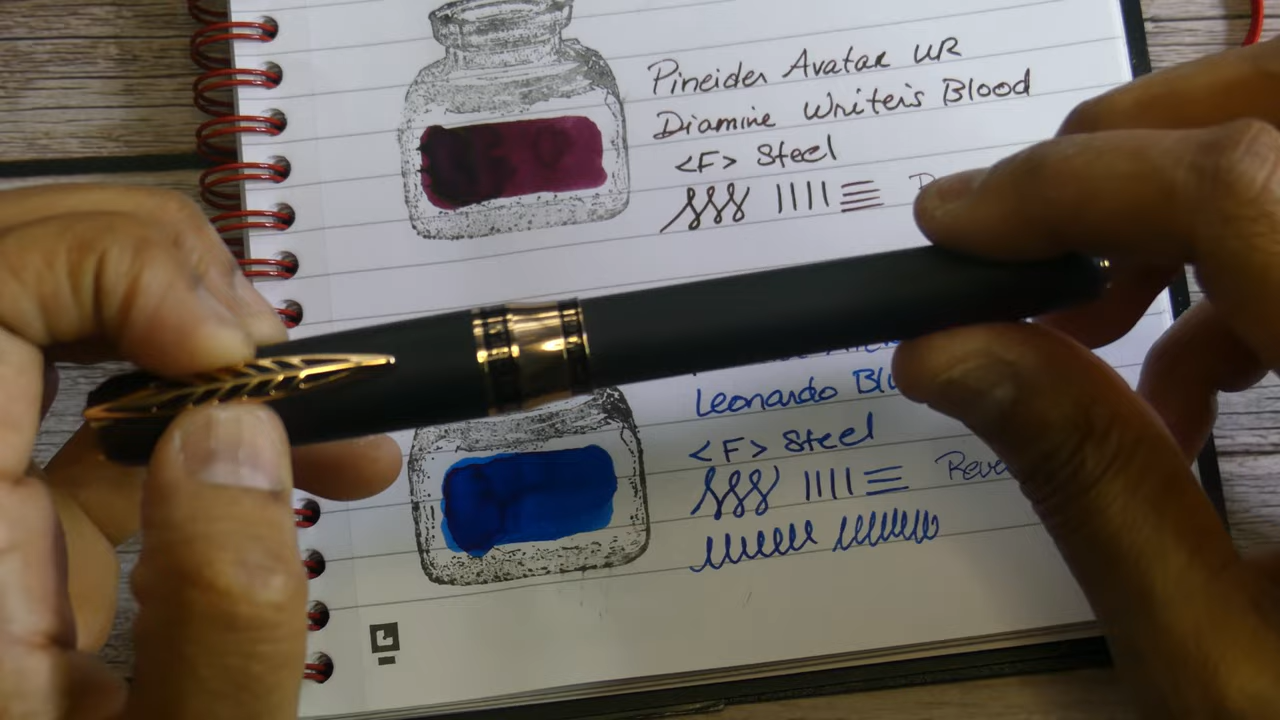 Pineider Avatar UR
Diamine Writer's Blood
<F> Steel
Leonardo
<F> Steel